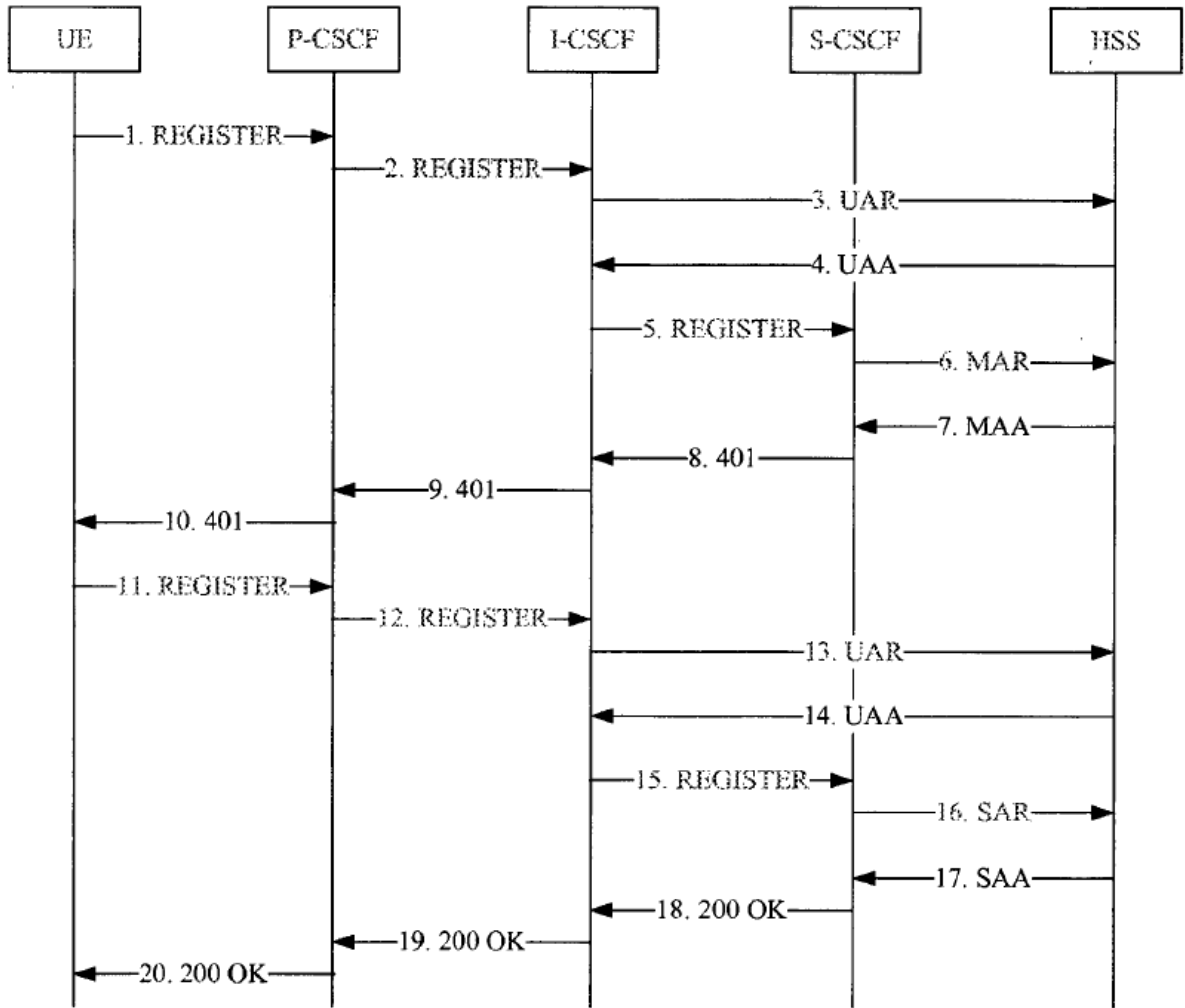 UE
P-CSCF
I-CSCF
S-CSCF
HSS
1. REGISTER
2. REGISTER
3. UAR
4. UAA
5. REGISTER
6. MAR
7. MAA
8. 401
9. 401
10. 401
11. REGISTER
12. REGISTER
13. UAR
14. UAA
15. REGISTER
16. SAR
17. SAA
18. 200 OK
19. 200 OK
20. 200 OK